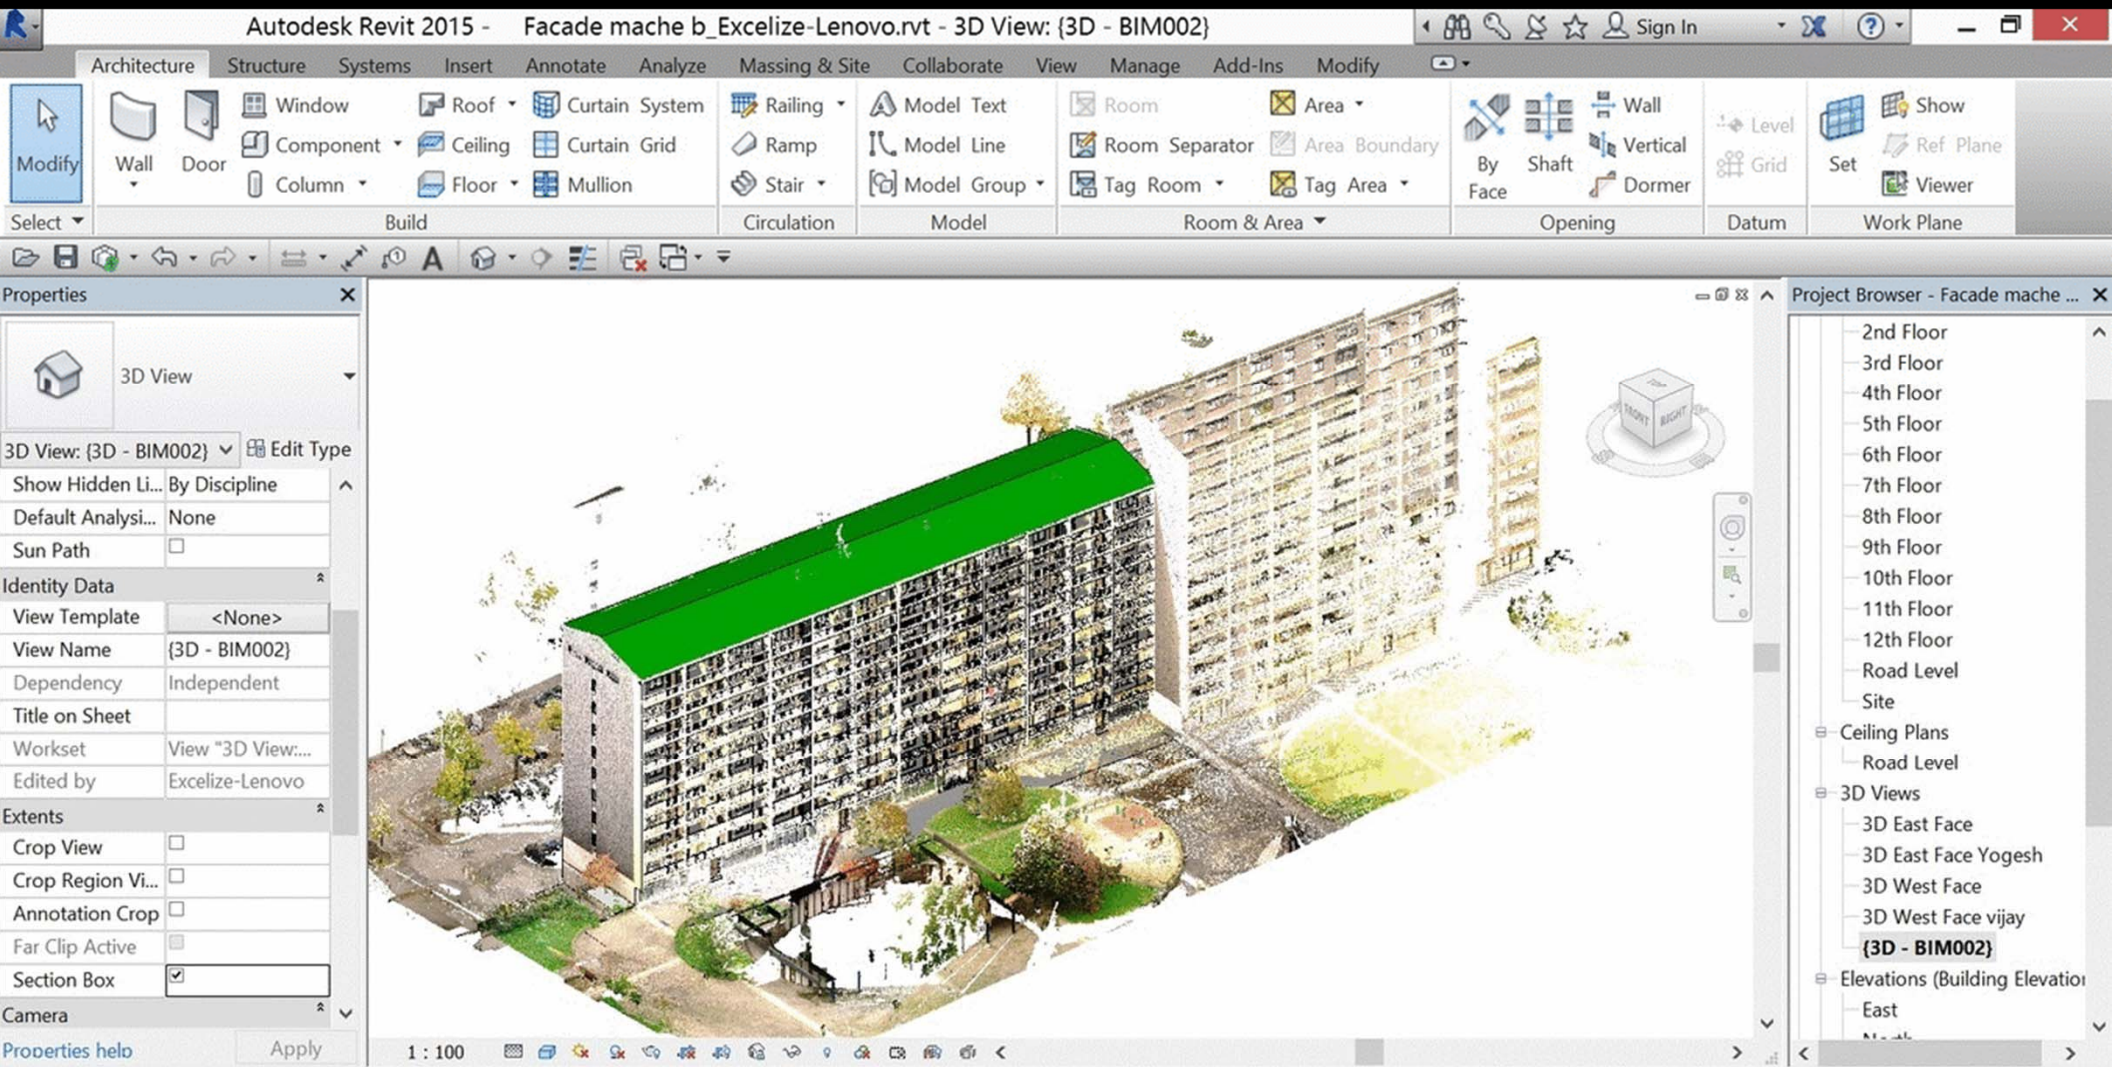 Autodesk Revit 2015 - Facade mache b_Excelize-Lenovo.rvt - 3D View: {3D - BIM002}
Sign In
Architecture Structure Systems Insert Annotate Analyze Massing & Site Collaborate View Manage Add-Ins Modify
Modify
Wall
Door
Window
Component
Column
Roof
Ceiling
Floor
Curtain System
Curtain Grid
Mullion
Railing
Ramp
Stair
Model Text
Model Line
Model Group
Room
Room Separator
Tag Room
Area
Area Boundary
Tag Area
By
Face
Shaft
Wall
Vertical
Dormer
Level
Grid
Set
Show
Ref Plane
Viewer
Select Build Circulation Model Room & Area Opening Datum Work Plane
Properties
3D View
3D View: {3D - BIM002} Edit Type
Show Hidden Li... By Discipline
Default Analysi... None
Sun Path
Identity Data
View Template <None>
View Name {3D - BIM002}
Dependency Independent
Title on Sheet
Workset View "3D View:...
Edited by Excelize-Lenovo
Extents
Crop View
Crop Region Vi...
Annotation Crop
Far Clip Active
Section Box
Camera
Properties help Apply
TOP
FRONT RIGHT
1 : 100
Project Browser - Facade mache ...
2nd Floor
3rd Floor
4th Floor
5th Floor
6th Floor
7th Floor
8th Floor
9th Floor
10th Floor
11th Floor
12th Floor
Road Level
Site
Ceiling Plans
Road Level
3D Views
3D East Face
3D East Face Yogesh
3D West Face
3D West Face vijay
{3D - BIM002}
Elevations (Building Elevation
East